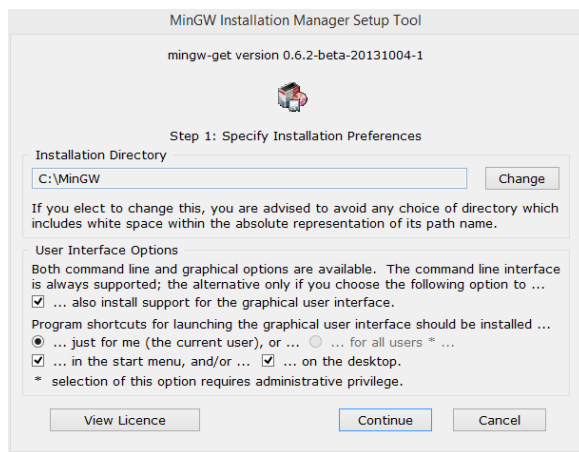 MinGW Installation Manager Setup Tool
mingw-get version 0.6.2-beta-20131004-1
Step 1: Specify Installation Preferences
Installation Directory
C:\MinGW
Change
If you elect to change this, you are advised to avoid any choice of directory which
includes white space within the absolute representation of its path name.
User Interface Options
Both command line and graphical options are available.  The command line interface
is always supported; the alternative only if you choose the following option to ...
... also install support for the graphical user interface.
Program shortcuts for launching the graphical user interface should be installed ...
... just for me (the current user), or ... ... for all users * ...
... in the start menu, and/or ... ... on the desktop.
* selection of this option requires administrative privilege.
View Licence Continue Cancel